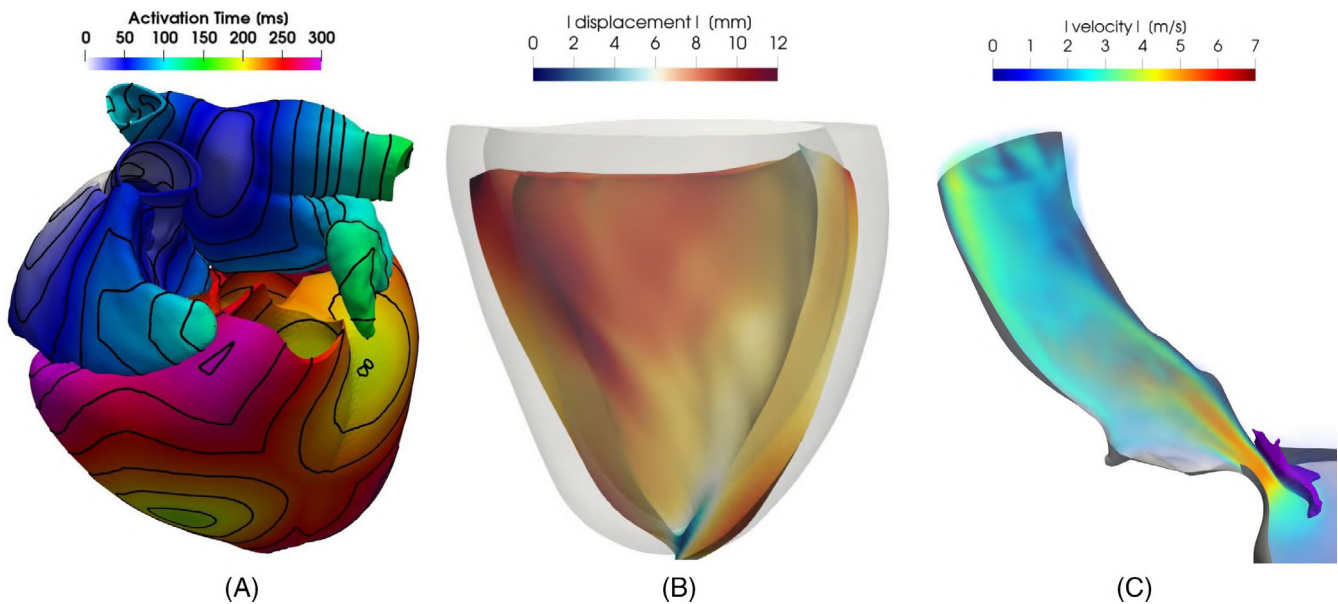 Activation Time [ms]
0 50 100 150 200 250 300
| displacement | [mm]
0 2 4 6 8 10 12
| velocity | [m/s]
0 1 2 3 4 5 6 7
(A)
(B)
(C)